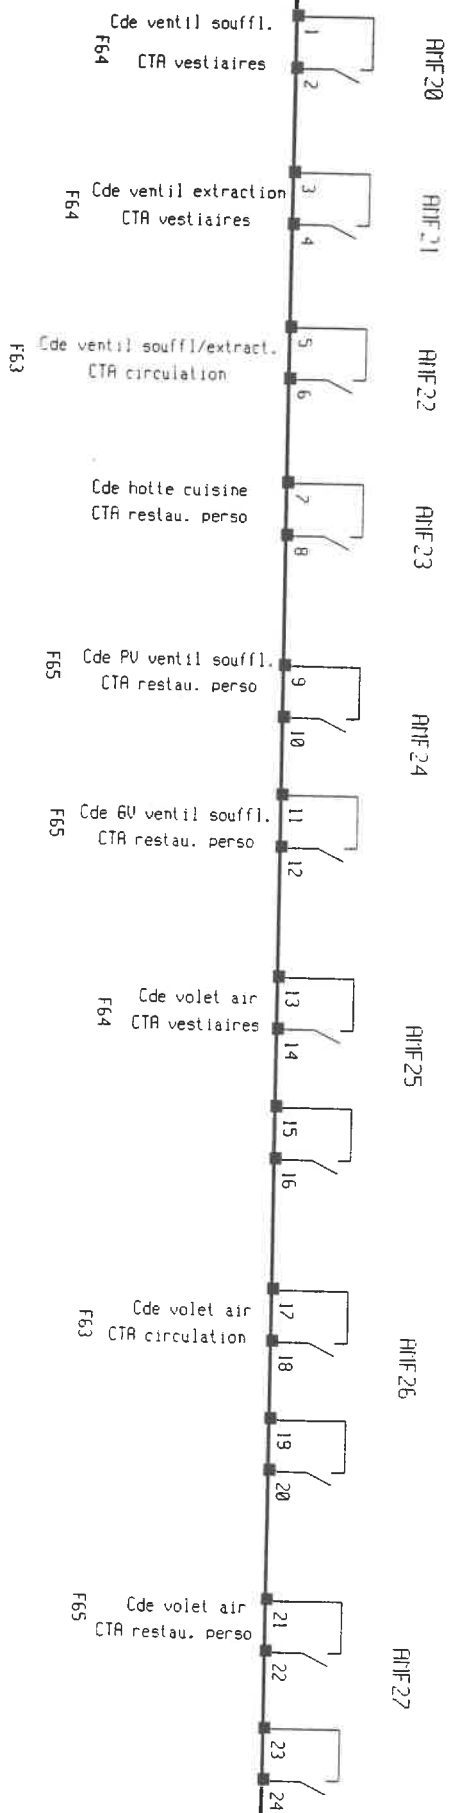 AMF20
Cde ventil souffl.
CTA vestiaires
F64
1
2
AMF21
Cde ventil extraction
CTA vestiaires
F64
3
4
AMF22
Cde ventil souffl/extract.
CTA circulation
F63
5
6
AMF23
Cde hotte cuisine
CTA restau. perso
7
8
AMF24
Cde PV ventil souffl.
CTA restau. perso
F65
9
10
Cde GV ventil souffl.
CTA restau. perso
F65
11
12
AMF25
Cde volet air
CTA vestiaires
F64
13
14
15
16
AMF26
Cde volet air
CTA circulation
F63
17
18
19
20
AMF27
Cde volet air
CTA restau. perso
F65
21
22
23
24